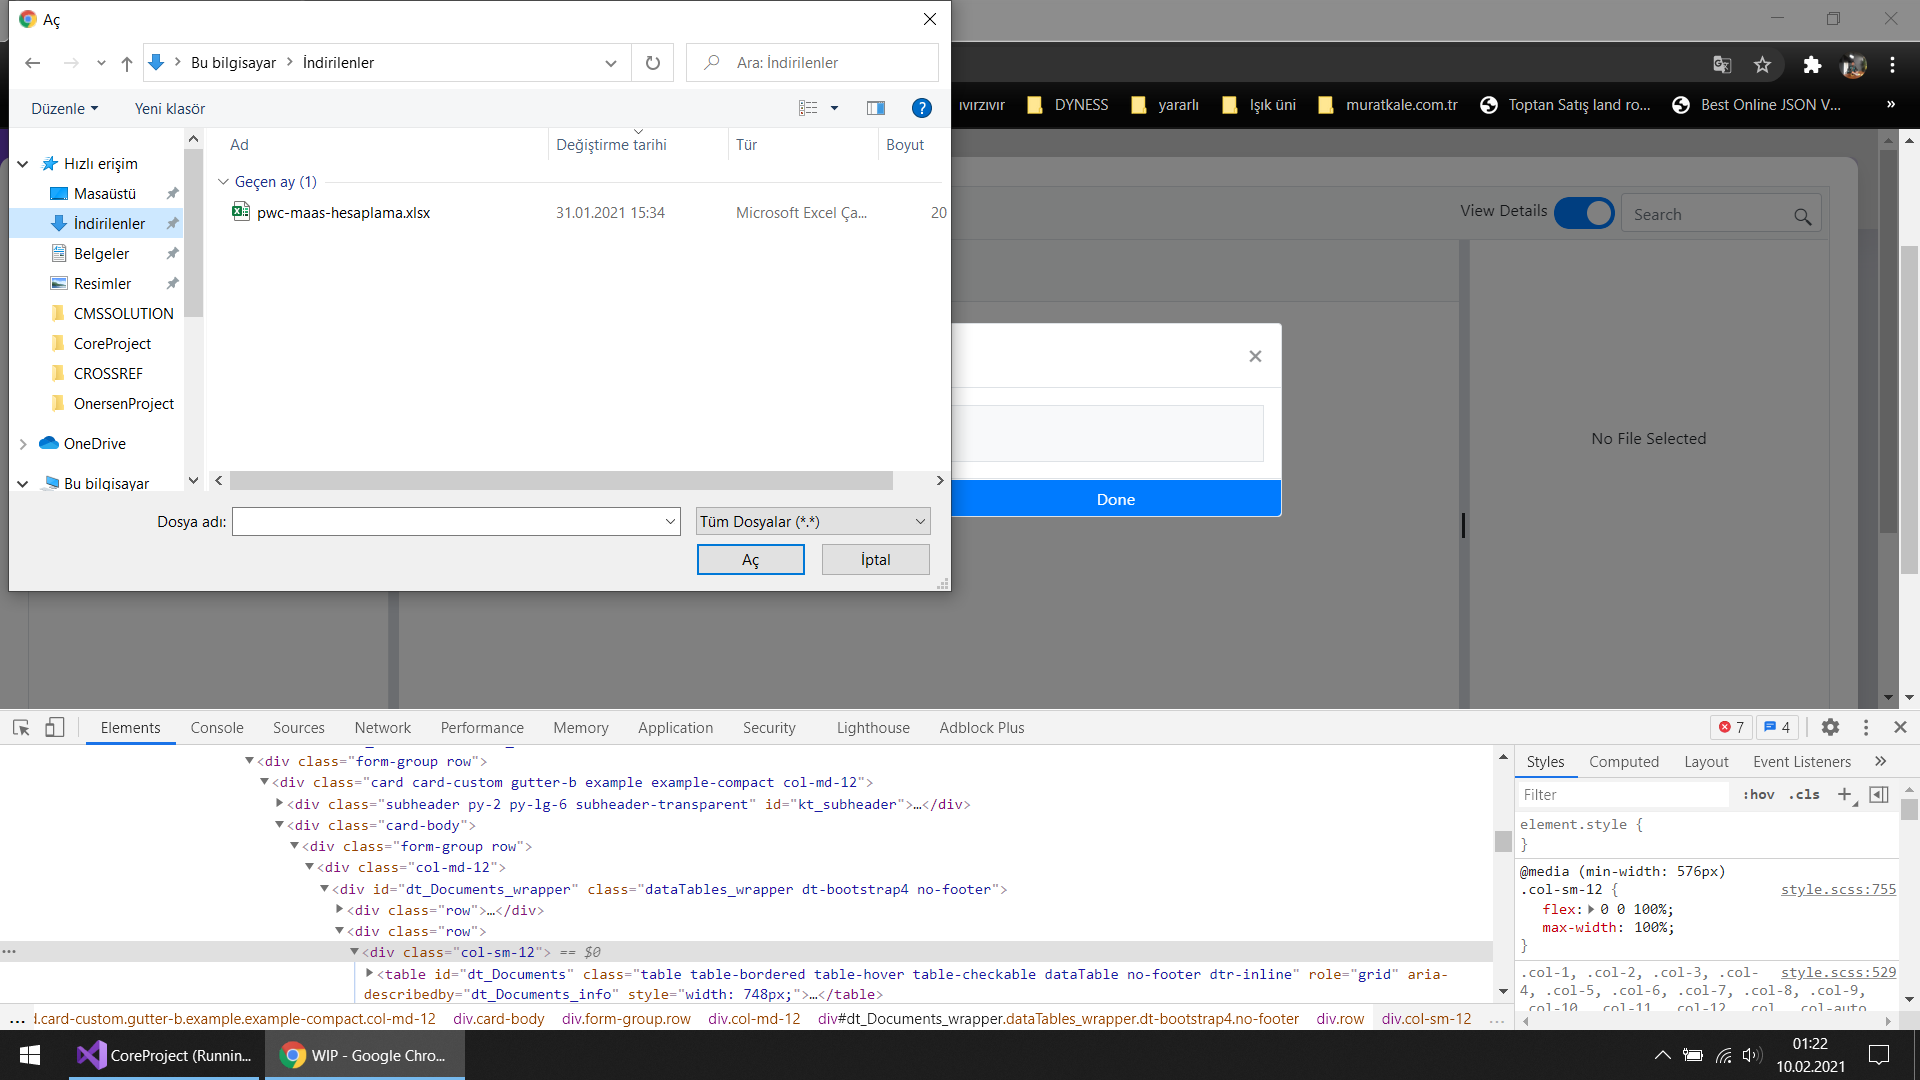 Aç
Bu bilgisayar
İndirilenler
Ara: İndirilenler
Düzenle
Yeni klasör
Ad
Değiştirme tarihi
Tür
Boyut
Hızlı erişim
Masaüstü
İndirilenler
Belgeler
Resimler
CMSSOLUTION
CoreProject
CROSSREF
OnersenProject
OneDrive
Bu bilgisayar
Geçen ay (1)
pwc-maas-hesaplama.xlsx
31.01.2021 15:34
Microsoft Excel Ça...
20
Dosya adı:
Tüm Dosyalar (*.*)
Aç
İptal
ıvırzıvır
DYNESS
yararlı
Işık üni
muratkale.com.tr
Toptan Satış land ro...
Best Online JSON V...
»
View Details
Search
No File Selected
×
Done
Elements
Console
Sources
Network
Performance
Memory
Application
Security
Lighthouse
Adblock Plus
7
4
<div class="form-group row">
<div class="card card-custom gutter-b example example-compact col-md-12">
<div class="subheader py-2 py-lg-6 subheader-transparent" id="kt_subheader">…</div>
<div class="card-body">
<div class="form-group row">
<div class="col-md-12">
<div id="dt_Documents_wrapper" class="dataTables_wrapper dt-bootstrap4 no-footer">
<div class="row">…</div>
<div class="row">
<div class="col-sm-12"> == $0
<table id="dt_Documents" class="table table-bordered table-hover table-checkable dataTable no-footer dtr-inline" role="grid" aria-
describedby="dt_Documents_info" style="width: 748px;">…</table>
... d.card-custom.gutter-b.example.example-compact.col-md-12 div.card-body div.form-group.row div.col-md-12 div#dt_Documents_wrapper.dataTables_wrapper.dt-bootstrap4.no-footer div.row div.col-sm-12 ...
Styles
Computed
Layout
Event Listeners
»
Filter
:hov
.cls
element.style {
}
@media (min-width: 576px)
.col-sm-12 {
style.scss:755
flex: 0 0 100%;
max-width: 100%;
}
.col-1, .col-2, .col-3, .col-
style.scss:529
4, .col-5, .col-6, .col-7, .col-8, .col-9,
.col-10, .col-11, .col-12, .col, .col-auto,
CoreProject (Runnin...
WIP - Google Chro...
01:22
10.02.2021